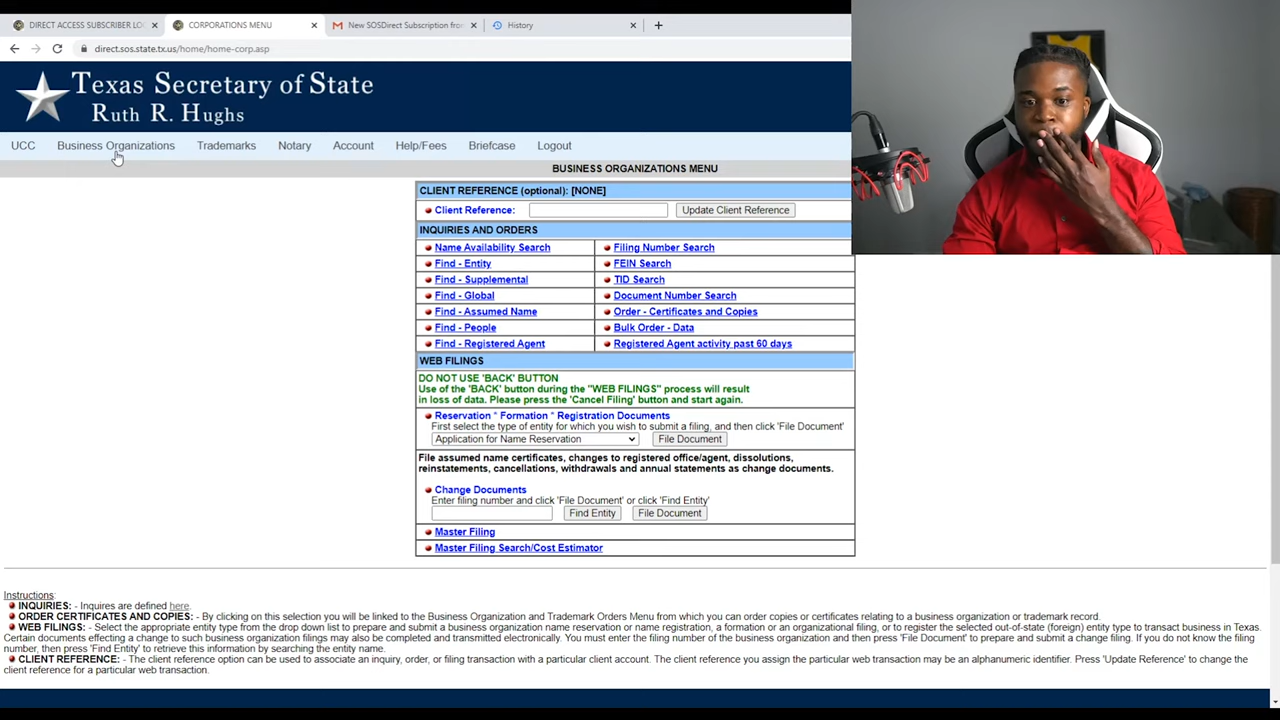 DIRECT ACCESS SUBSCRIBER LO
CORPORATIONS MENU
New SOSDirect Subscription from
History
direct.sos.state.tx.us/home/home-corp.asp
Texas Secretary of State
Ruth R. Hughs
UCC Business Organizations Trademarks Notary Account Help/Fees Briefcase Logout
BUSINESS ORGANIZATIONS MENU
CLIENT REFERENCE (optional): [NONE]
Client Reference: Update Client Reference
INQUIRIES AND ORDERS
Name Availability Search Filing Number Search
Find - Entity FEIN Search
Find - Supplemental TID Search
Find - Global Document Number Search
Find - Assumed Name Order - Certificates and Copies
Find - People Bulk Order - Data
Find - Registered Agent Registered Agent activity past 60 days
WEB FILINGS
DO NOT USE 'BACK' BUTTON
Use of the 'BACK' button during the "WEB FILINGS" process will result
in loss of data. Please press the 'Cancel Filing' button and start again.
Reservation * Formation * Registration Documents
First select the type of entity for which you wish to submit a filing, and then click 'File Document'
Application for Name Reservation File Document
File assumed name certificates, changes to registered office/agent, dissolutions,
reinstatements, cancellations, withdrawals and annual statements as change documents.
Change Documents
Enter filing number and click 'File Document' or click 'Find Entity'
Find Entity File Document
Master Filing
Master Filing Search/Cost Estimator
Instructions:
INQUIRIES: - Inquires are defined here.
ORDER CERTIFICATES AND COPIES: - By clicking on this selection you will be linked to the Business Organization and Trademark Orders Menu from which you can order copies or certificates relating to a business organization or trademark record.
WEB FILINGS: - Select the appropriate entity type from the drop down list to prepare and submit a business organization name reservation or name registration, a formation or an organizational filing, or to register the selected out-of-state (foreign) entity type to transact business in Texas.
Certain documents effecting a change to such business organization filings may also be completed and transmitted electronically. You must enter the filing number of the business organization and then press 'File Document' to prepare and submit a change filing. If you do not know the filing
number, then press 'Find Entity' to retrieve this information by searching the entity name.
CLIENT REFERENCE: - The client reference option can be used to associate an inquiry, order, or filing transaction with a particular client account. The client reference you assign the particular web transaction may be an alphanumeric identifier. Press 'Update Reference' to change the
client reference for a particular web transaction.